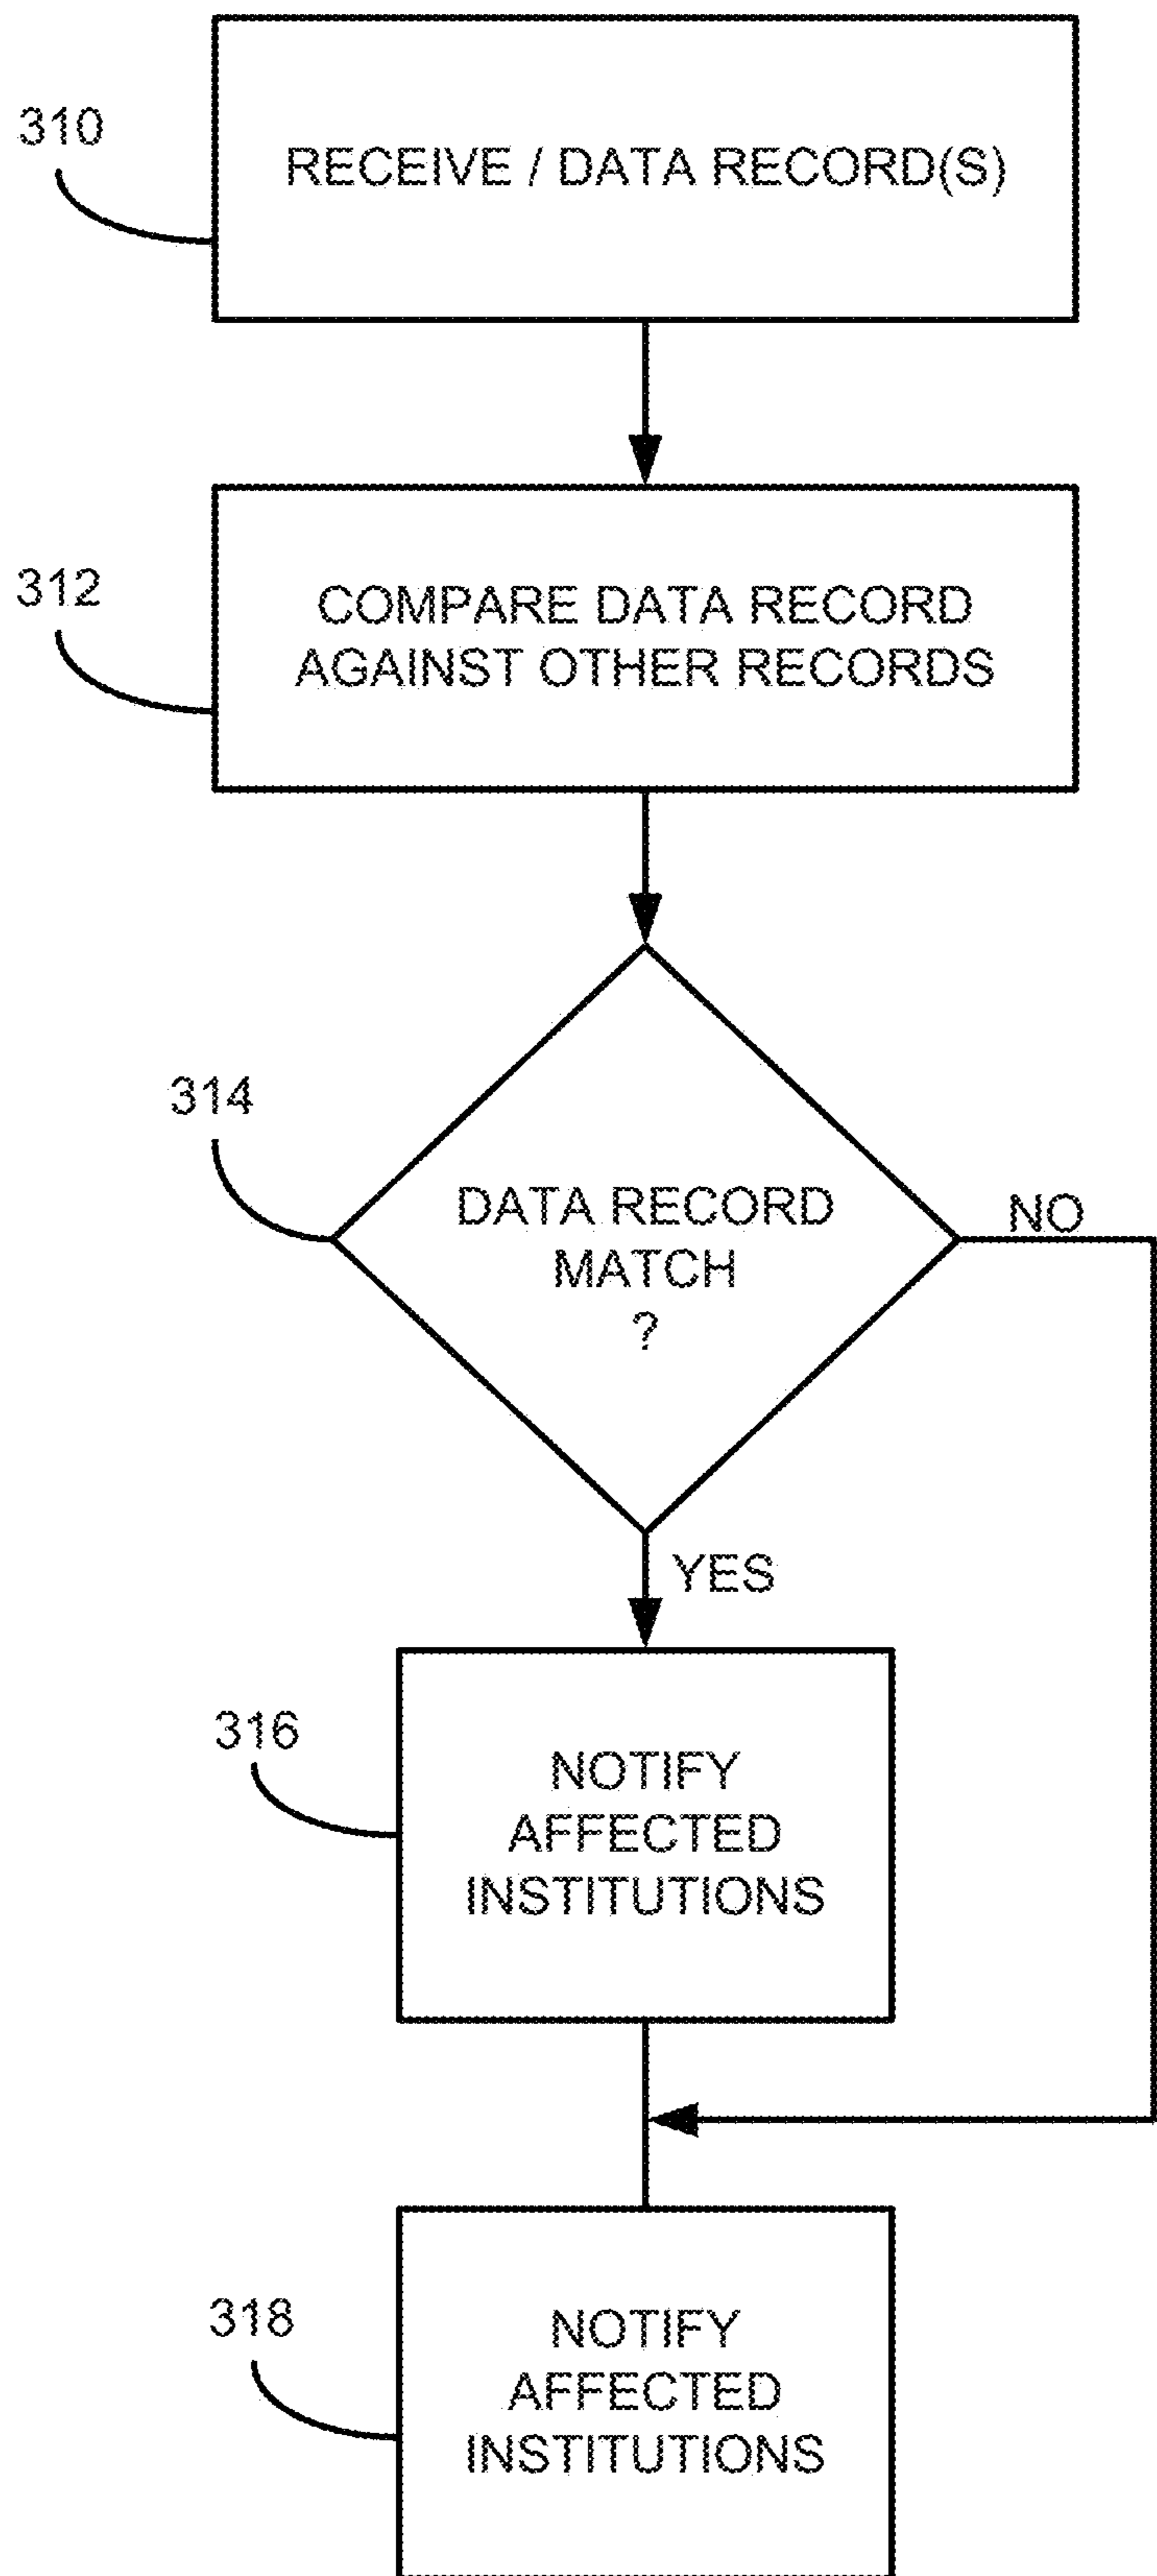 310
RECEIVE / DATA RECORD(S)
312
COMPARE DATA RECORD
AGAINST OTHER RECORDS
314
DATA RECORD
MATCH
?
NO
YES
316
NOTIFY
AFFECTED
INSTITUTIONS
318
NOTIFY
AFFECTED
INSTITUTIONS